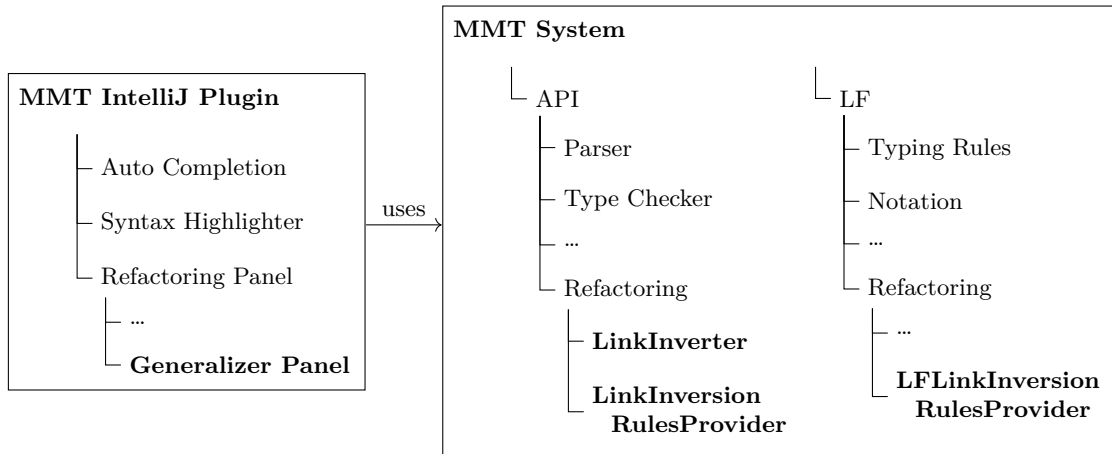 MMT IntelliJ Plugin
Auto Completion
Syntax Highlighter
Refactoring Panel
...
Generalizer Panel
uses
MMT System
API
Parser
Type Checker
...
Refactoring
LinkInverter
LinkInversion
RulesProvider
LF
Typing Rules
Notation
...
Refactoring
...
LFLinkInversion
RulesProvider